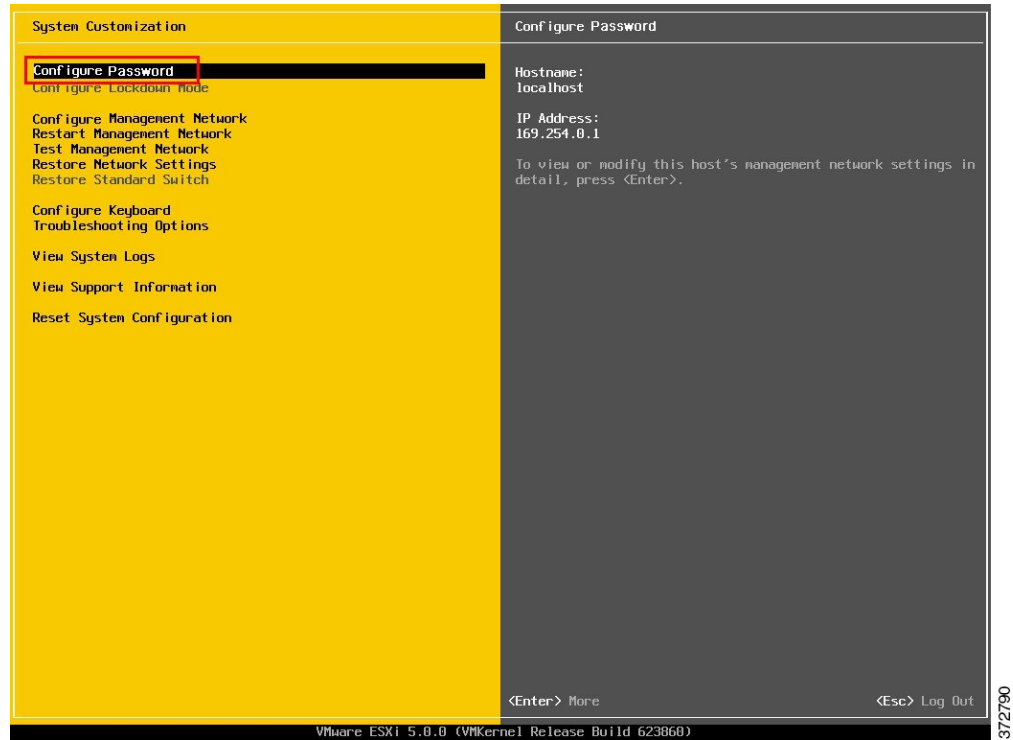 System Customization
Configure Password
Configure Lockdown Mode
Configure Management Network
Restart Management Network
Test Management Network
Restore Network Settings
Restore Standard Switch
Configure Keyboard
Troubleshooting Options
View System Logs
View Support Information
Reset System Configuration
Configure Password
Hostname:
localhost
IP Address:
169.254.0.1
To view or modify this host's management network settings in
detail, press <Enter>.
<Enter> More
<Esc> Log Out
VMware ESXi 5.0.0 (VMKernel Release Build 623860)
372790